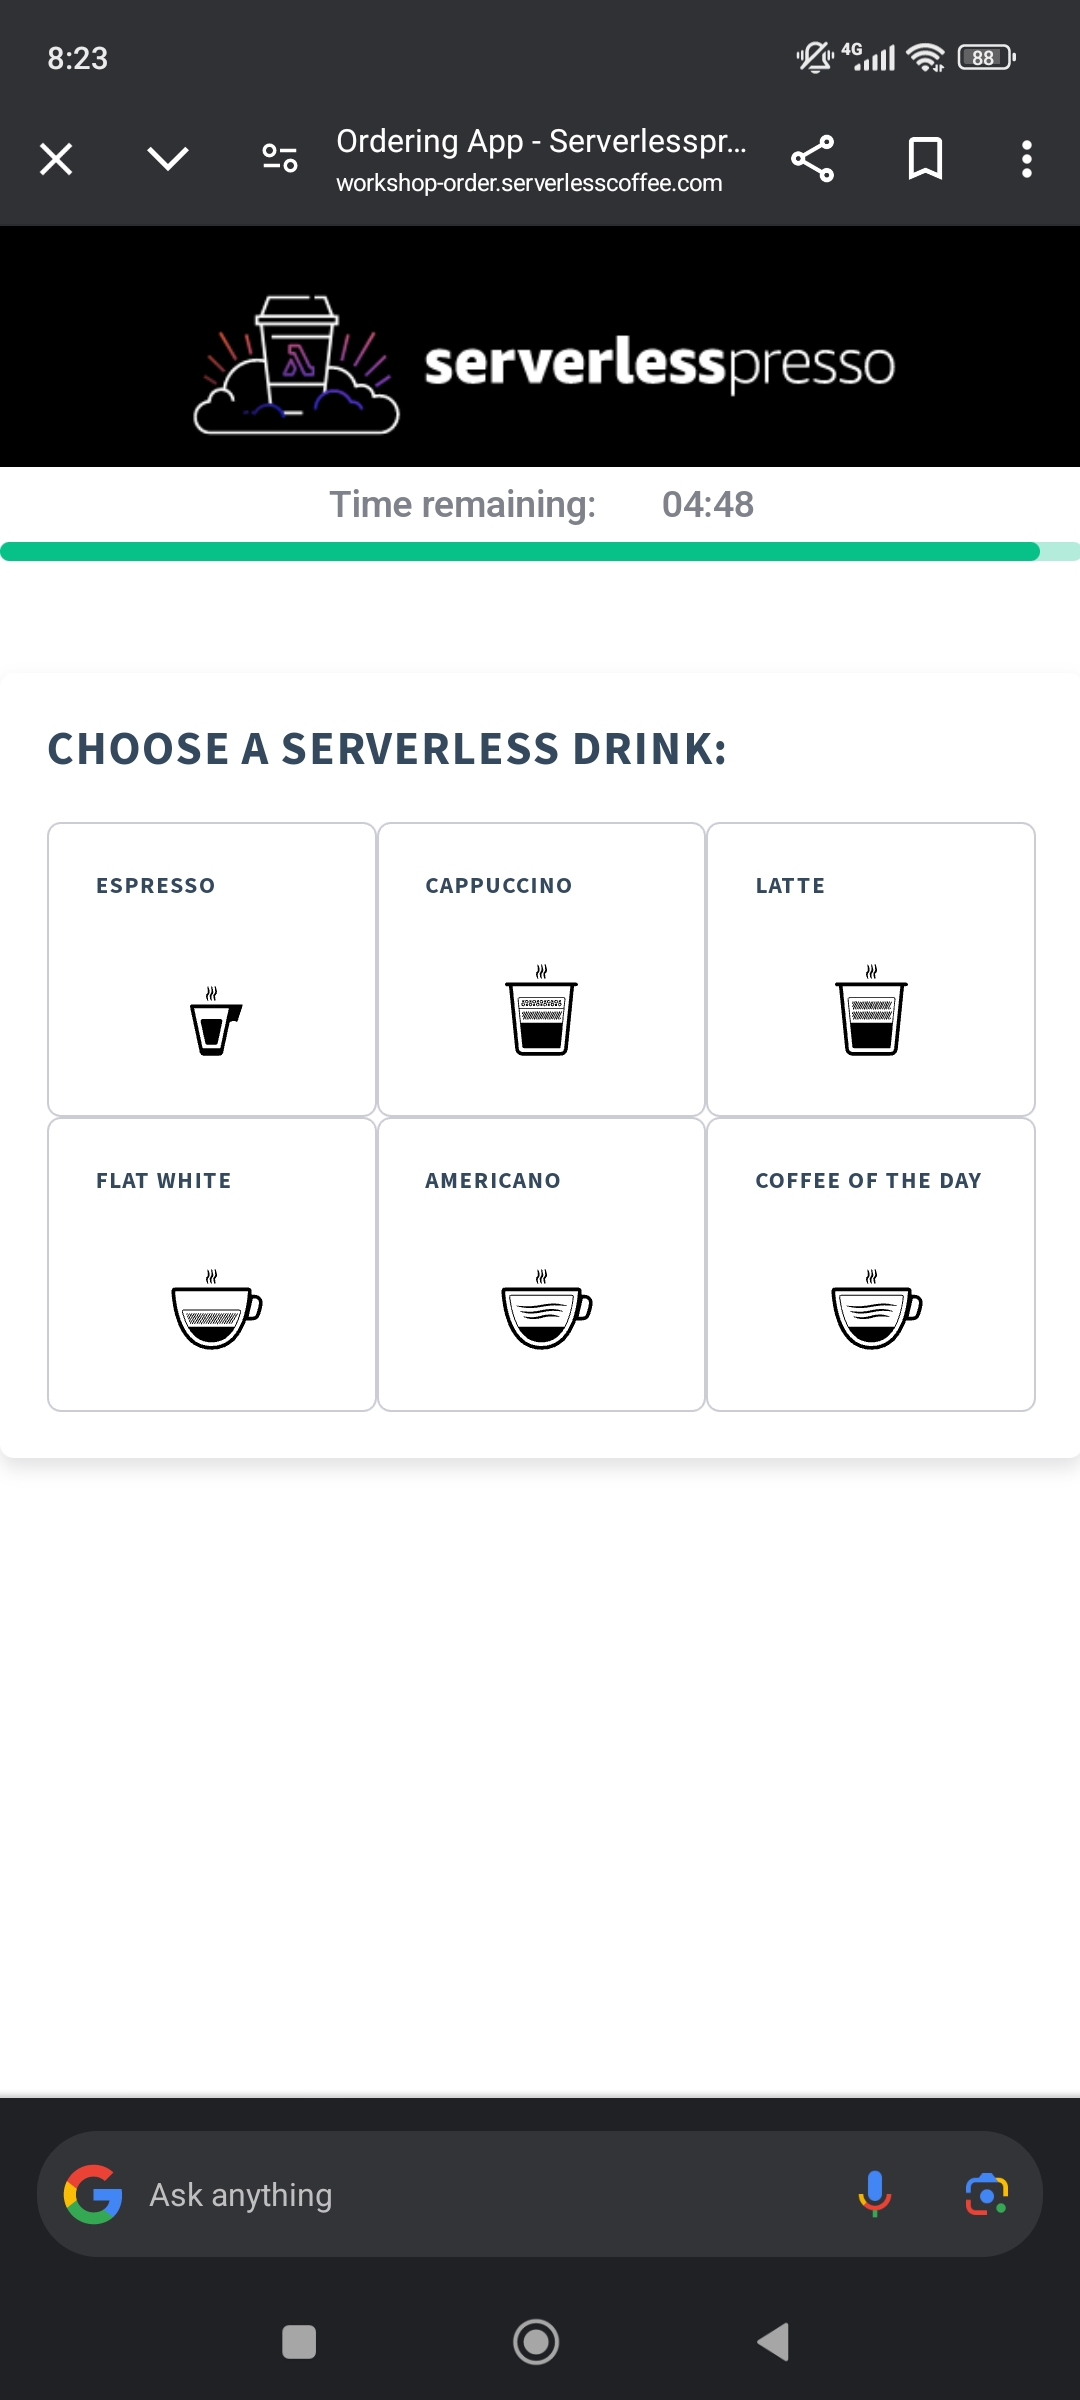 8:23
4G
88
Ordering App - Serverlesspr...
workshop-order.serverlesscoffee.com
serverlesspresso
Time remaining: 04:48
CHOOSE A SERVERLESS DRINK:
ESPRESSO
CAPPUCCINO
LATTE
FLAT WHITE
AMERICANO
COFFEE OF THE DAY
Ask anything